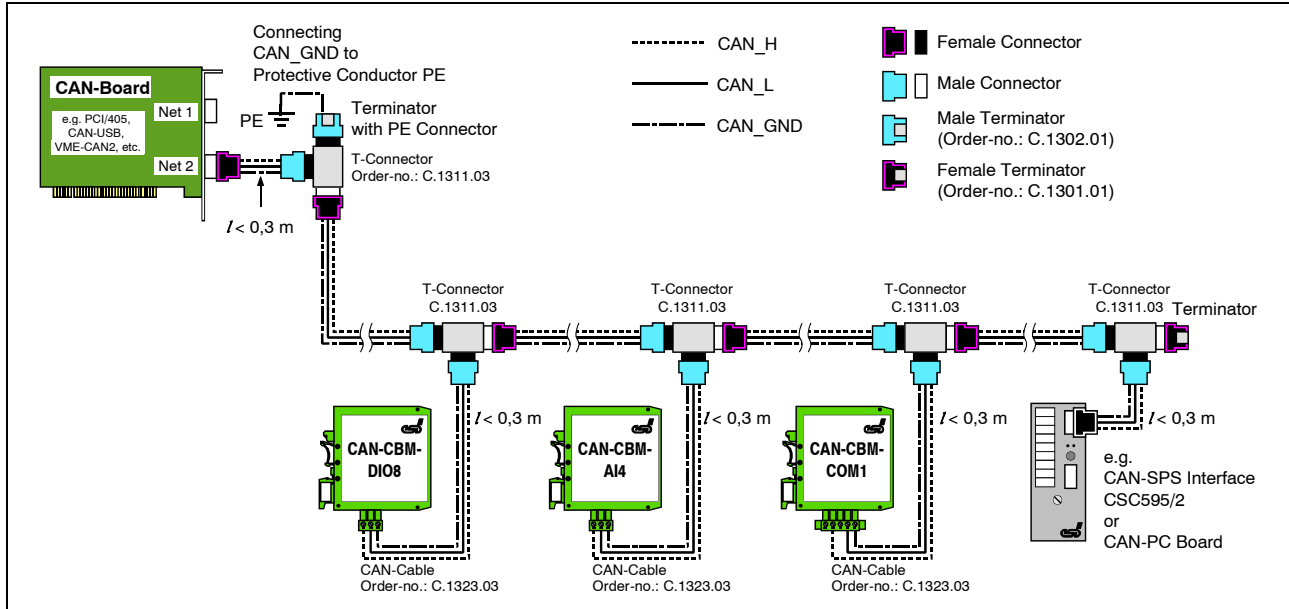 Connecting
CAN_GND to
Protective Conductor PE
CAN_H
CAN_L
CAN_GND
Female Connector
Male Connector
Male Terminator
(Order-no.: C.1302.01)
Female Terminator
(Order-no.: C.1301.01)
CAN-Board
e.g. PCI/405,
CAN-USB,
VME-CAN2, etc.
Net 1
Net 2
PE
Terminator
with PE Connector
T-Connector
Order-no.: C.1311.03
l < 0,3 m
T-Connector
C.1311.03
T-Connector
C.1311.03
T-Connector
C.1311.03
T-Connector
C.1311.03
Terminator
l < 0,3 m
l < 0,3 m
l < 0,3 m
l < 0,3 m
esd
CAN-CBM-
DIO8
esd
CAN-CBM-
AI4
esd
CAN-CBM-
COM1
e.g.
CAN-SPS Interface
CSC595/2
or
CAN-PC Board
esd
CAN-Cable
Order-no.: C.1323.03
CAN-Cable
Order-no.: C.1323.03
CAN-Cable
Order-no.: C.1323.03